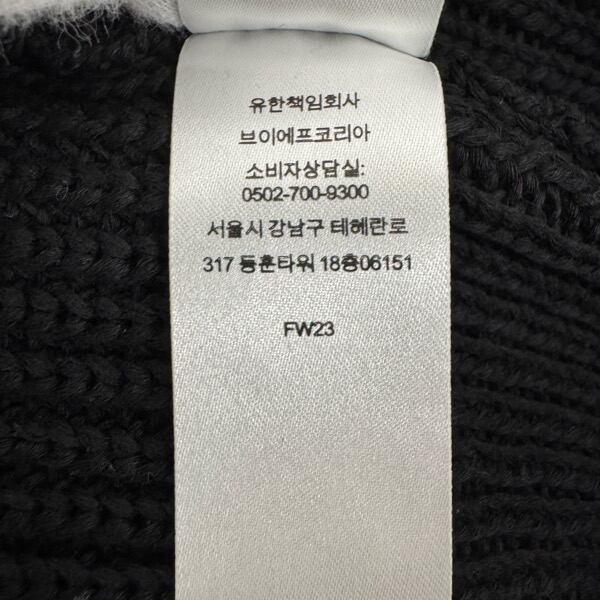 유한책임회사
브이에프코리아
소비자상담실:
0502-700-9300
서울시 강남구 테헤란로
317 동훈타워 18층06151
FW23